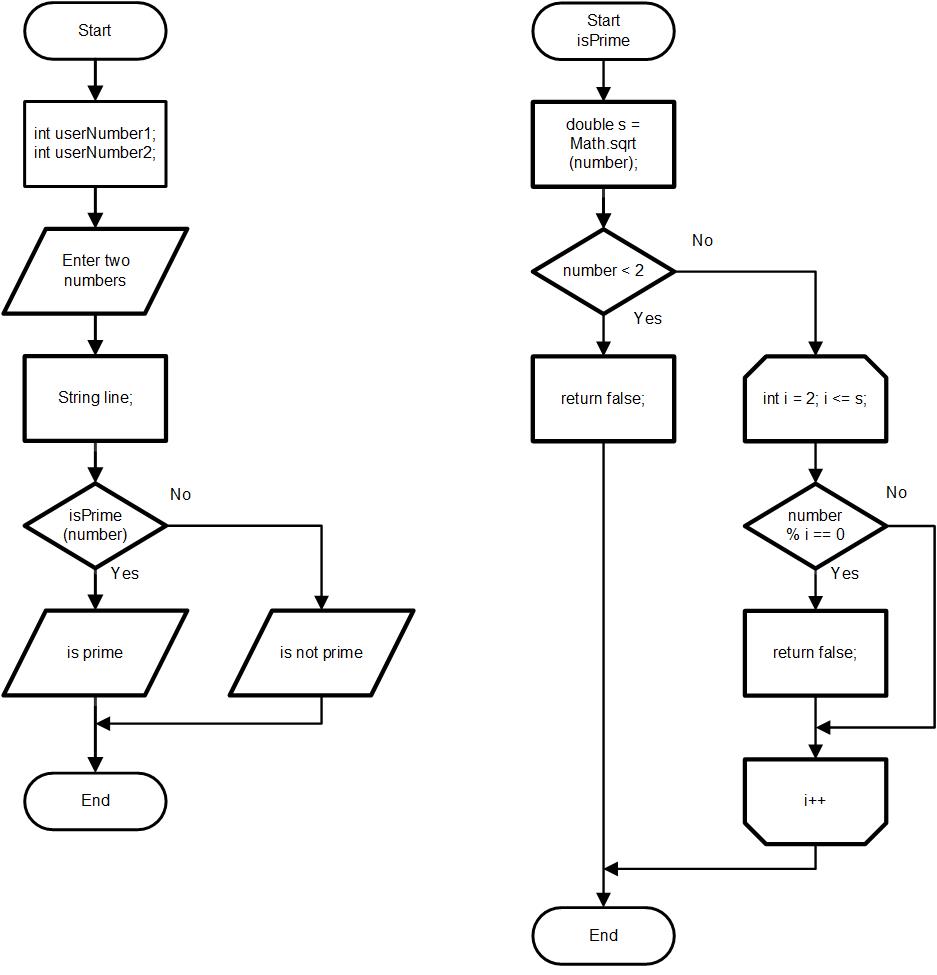 Start
int userNumber1;
int userNumber2;
Enter two
numbers
String line;
isPrime
(number)
No
Yes
is prime
is not prime
End
Start
isPrime
double s =
Math.sqrt
(number);
number < 2
No
Yes
return false;
int i = 2; i <= s;
number
% i == 0
No
Yes
return false;
i++
End